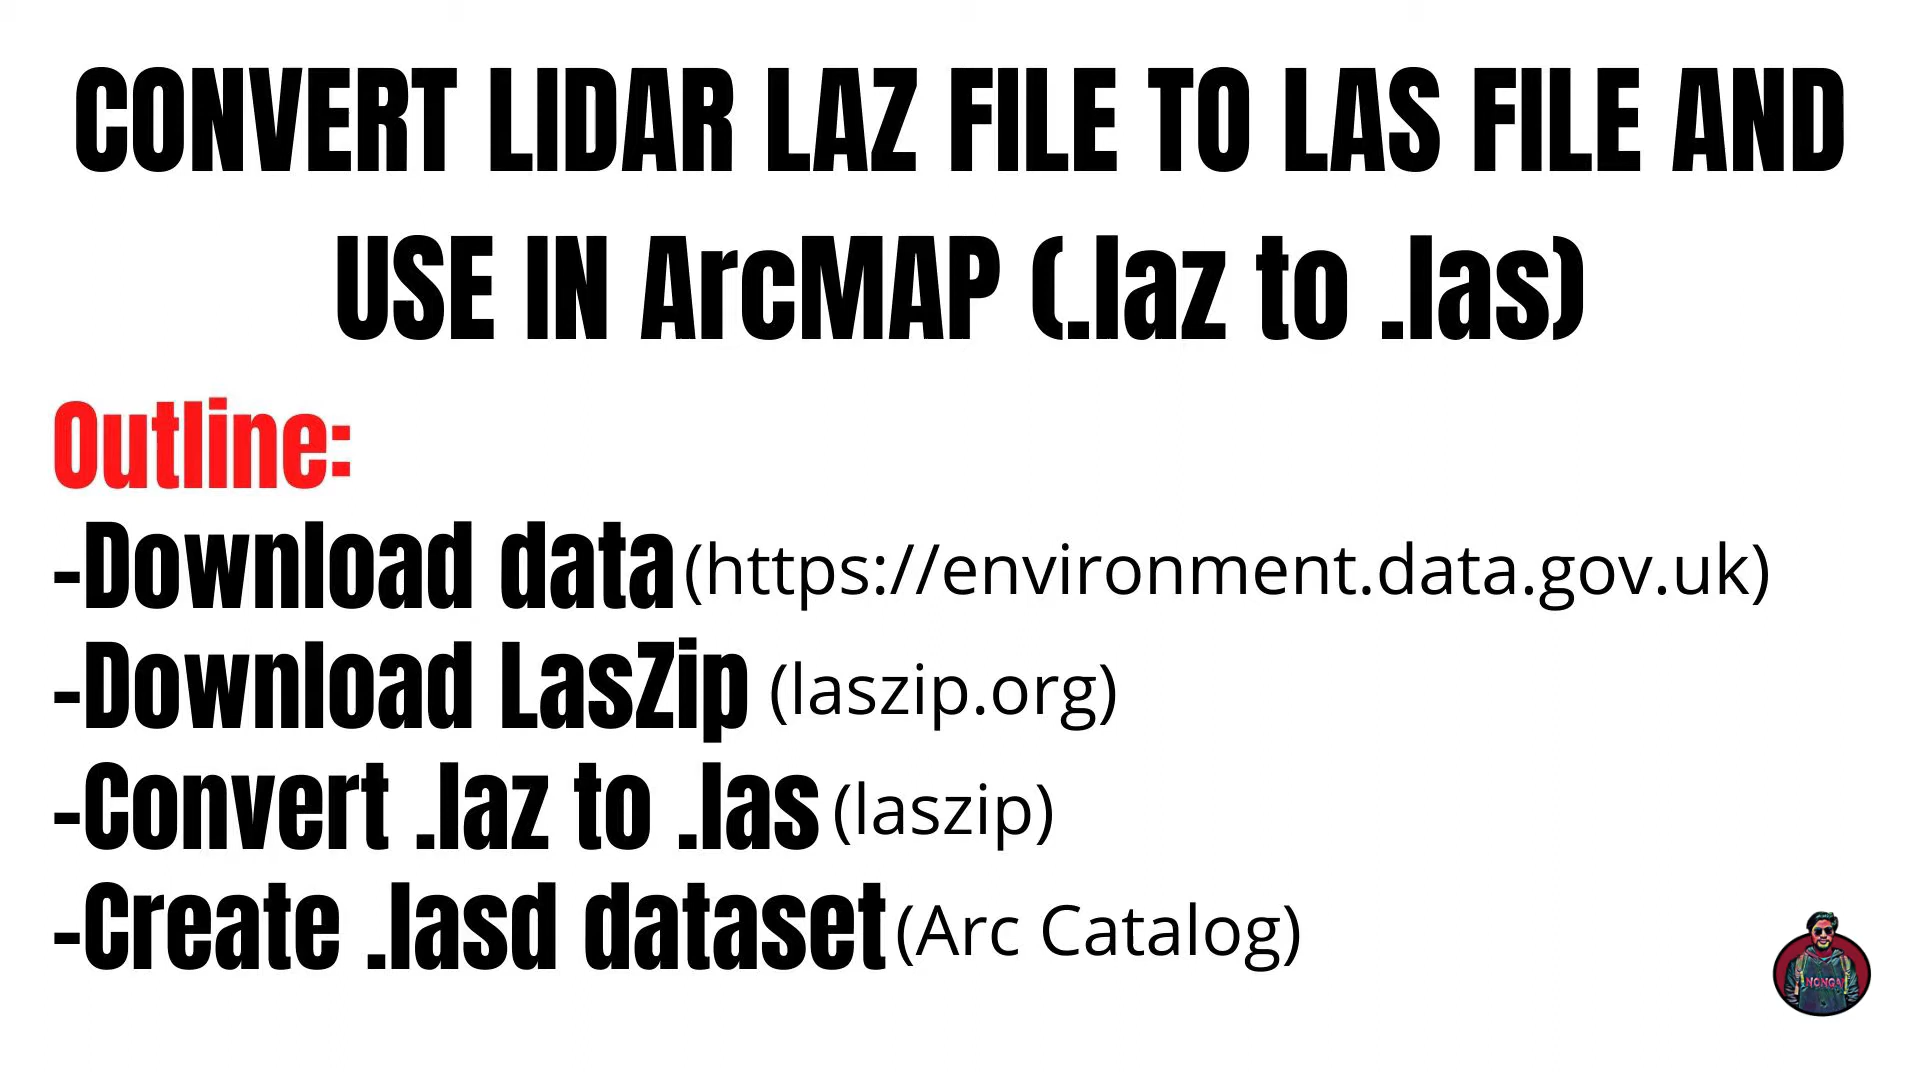 CONVERT LIDAR LAZ FILE TO LAS FILE AND
USE IN ArcMAP (.laz to .las)
Outline:
-Download data (https://environment.data.gov.uk)
-Download LasZip (laszip.org)
-Convert .laz to .las (laszip)
-Create .lasd dataset (Arc Catalog)